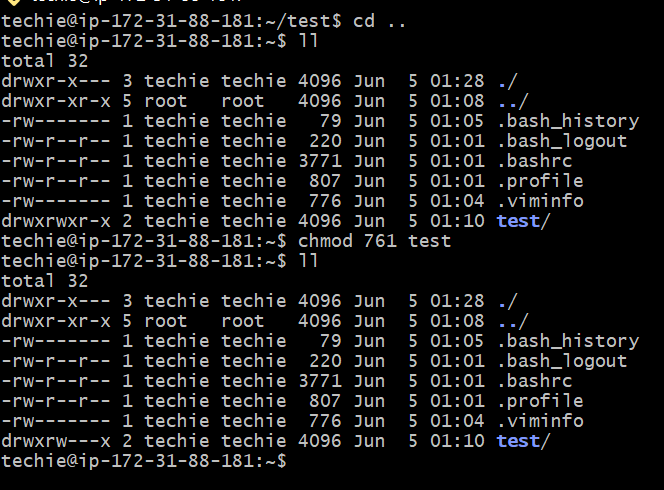 techie@ip-172-31-88-181:~/test$ cd ..
techie@ip-172-31-88-181:~$ ll
total 32
drwxr-x--- 3 techie techie 4096 Jun  5 01:28 ./
drwxr-xr-x 5 root   root   4096 Jun  5 01:08 ../
-rw------- 1 techie techie   79 Jun  5 01:05 .bash_history
-rw-r--r-- 1 techie techie  220 Jun  5 01:01 .bash_logout
-rw-r--r-- 1 techie techie 3771 Jun  5 01:01 .bashrc
-rw-r--r-- 1 techie techie  807 Jun  5 01:01 .profile
-rw------- 1 techie techie  776 Jun  5 01:04 .viminfo
drwxrwxr-x 2 techie techie 4096 Jun  5 01:10 test/
techie@ip-172-31-88-181:~$ chmod 761 test
techie@ip-172-31-88-181:~$ ll
total 32
drwxr-x--- 3 techie techie 4096 Jun  5 01:28 ./
drwxr-xr-x 5 root   root   4096 Jun  5 01:08 ../
-rw------- 1 techie techie   79 Jun  5 01:05 .bash_history
-rw-r--r-- 1 techie techie  220 Jun  5 01:01 .bash_logout
-rw-r--r-- 1 techie techie 3771 Jun  5 01:01 .bashrc
-rw-r--r-- 1 techie techie  807 Jun  5 01:01 .profile
-rw------- 1 techie techie  776 Jun  5 01:04 .viminfo
drwxrw---x 2 techie techie 4096 Jun  5 01:10 test/
techie@ip-172-31-88-181:~$